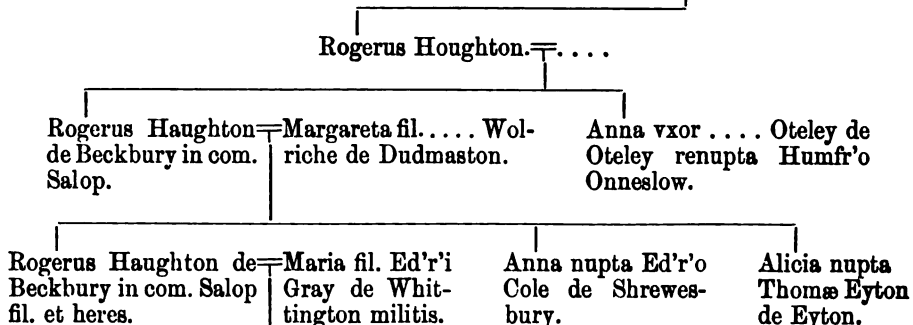 Rogerus Houghton. . . . .
Rogerus Haughton
de Beckbury in com.
Salop.
Margareta fil. . . . . Wol-
riche de Dudmaston.
Anna vxor . . . . Oteley de
Oteley renupta Humfr'o
Onneslow.
Rogerus Haughton de
Beckbury in com. Salop
fil. et heres.
Maria fil. Ed'r'i
Gray de Whit-
tington militis.
Anna nupta Ed'r'o
Cole de Shrewes-
bury.
Alicia nupta
Thomæ Eyton
de Eyton.